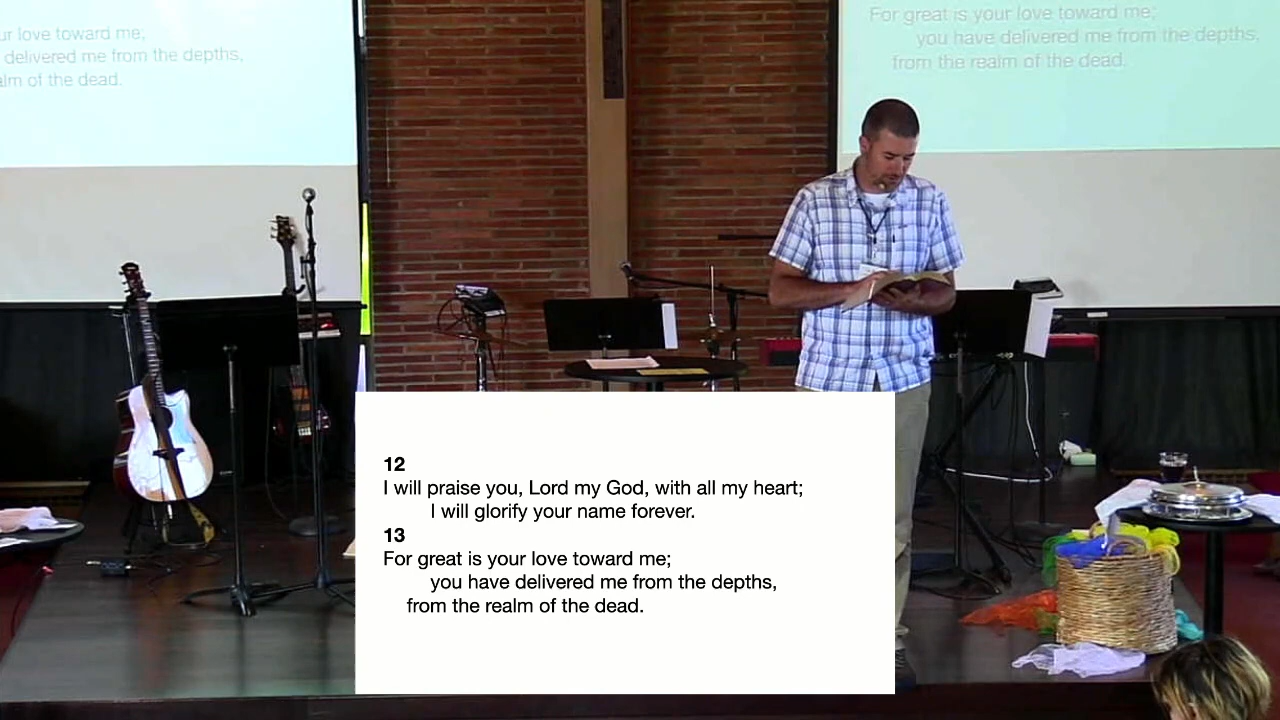 ur love toward me;
delivered me from the depths,
alm of the dead.
For great is your love toward me;
you have delivered me from the depths,
from the realm of the dead.
12
I will praise you, Lord my God, with all my heart;
I will glorify your name forever.
13
For great is your love toward me;
you have delivered me from the depths,
from the realm of the dead.